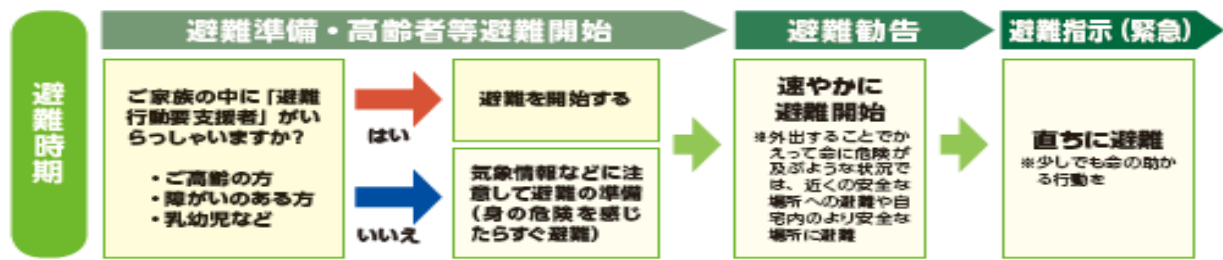 避難時期
避難準備・高齢者等避難開始
ご家族の中に「避難
行動要支援者」がい
らっしゃいますか?
・ご高齢の方
・障がいのある方
・乳幼児など
はい
いいえ
避難を開始する
気象情報などに注
意して避難の準備
(身の危険を感じ
たらすぐ避難)
避難勧告
速やかに
避難開始
※外出することでか
えって命に危険が
及ぶような状況で
は、近くの安全な
場所への避難や自
宅内のより安全な
場所に避難
避難指示(緊急)
直ちに避難
※少しでも命の助か
る行動を